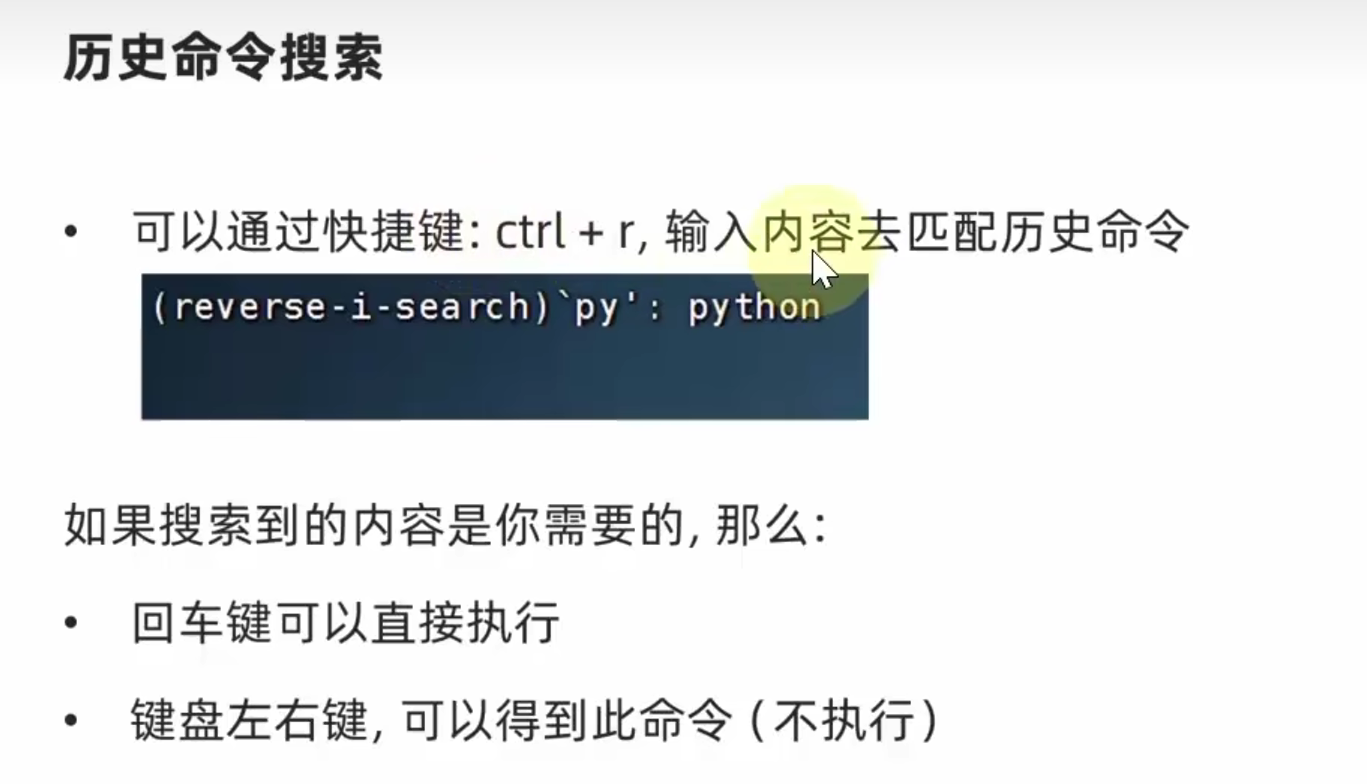 历史命令搜索
• 可以通过快捷键: ctrl + r, 输入内容去匹配历史命令
(reverse-i-search)`py': python
如果搜索到的内容是你需要的, 那么:
• 回车键可以直接执行
• 键盘左右键, 可以得到此命令 (不执行)